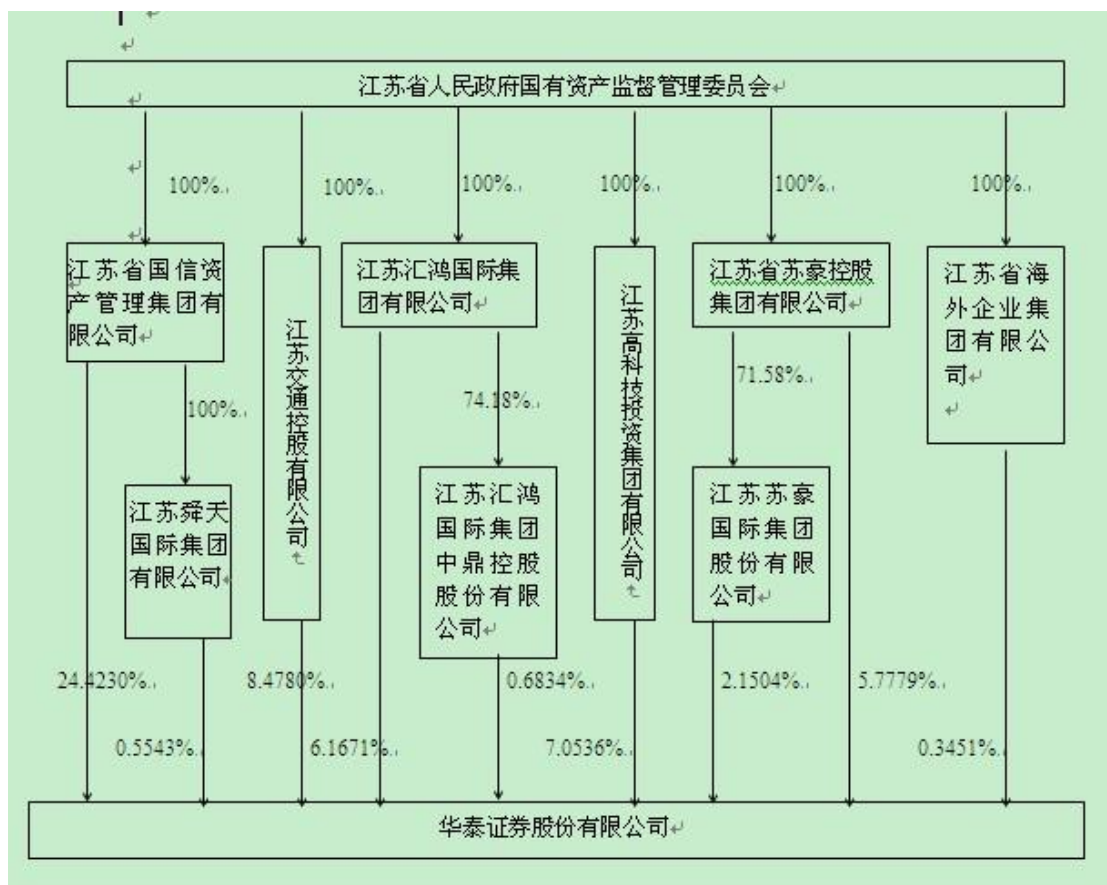 江苏省人民政府国有资产监督管理委员会
100%
100%
100%
100%
100%
100%
江苏省国信资
产管理集团有
限公司
江苏交通控股有限公司
江苏汇鸿国际集
团有限公司
江苏高科技投资集团有限公司
江苏省苏豪控股
集团有限公司
江苏省海
外企业集
团有限公
司
100%
74.18%
71.58%
江苏舜天
国际集团
有限公司
江苏汇鸿
国际集团
中鼎控股
股份有限
公司
江苏苏豪
国际集团
股份有限
公司
24.4230%
8.4780%
0.6834%
2.1504%
5.7779%
0.5543%
6.1671%
7.0536%
0.3451%
华泰证券股份有限公司